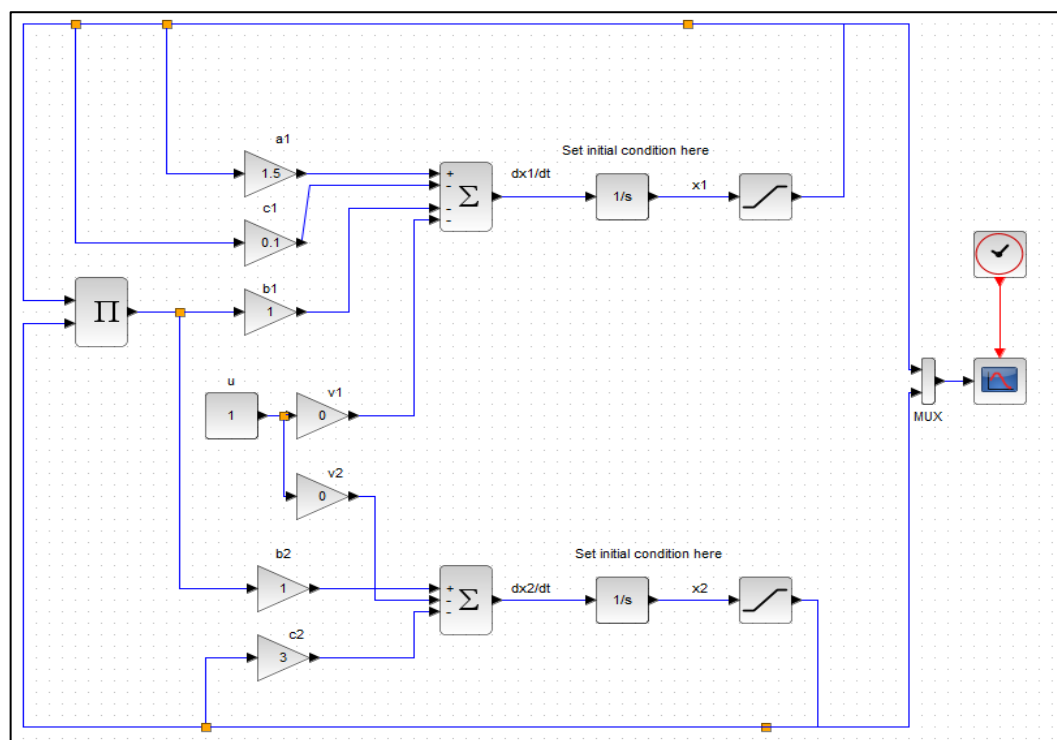 a1
1.5
Set initial condition here
+
-
-
-
Σ
dx1/dt
1/s
x1
c1
0.1
b1
1
Π
u
1
v1
0
MUX
v2
0
Set initial condition here
b2
1
+
-
-
Σ
dx2/dt
1/s
x2
c2
3